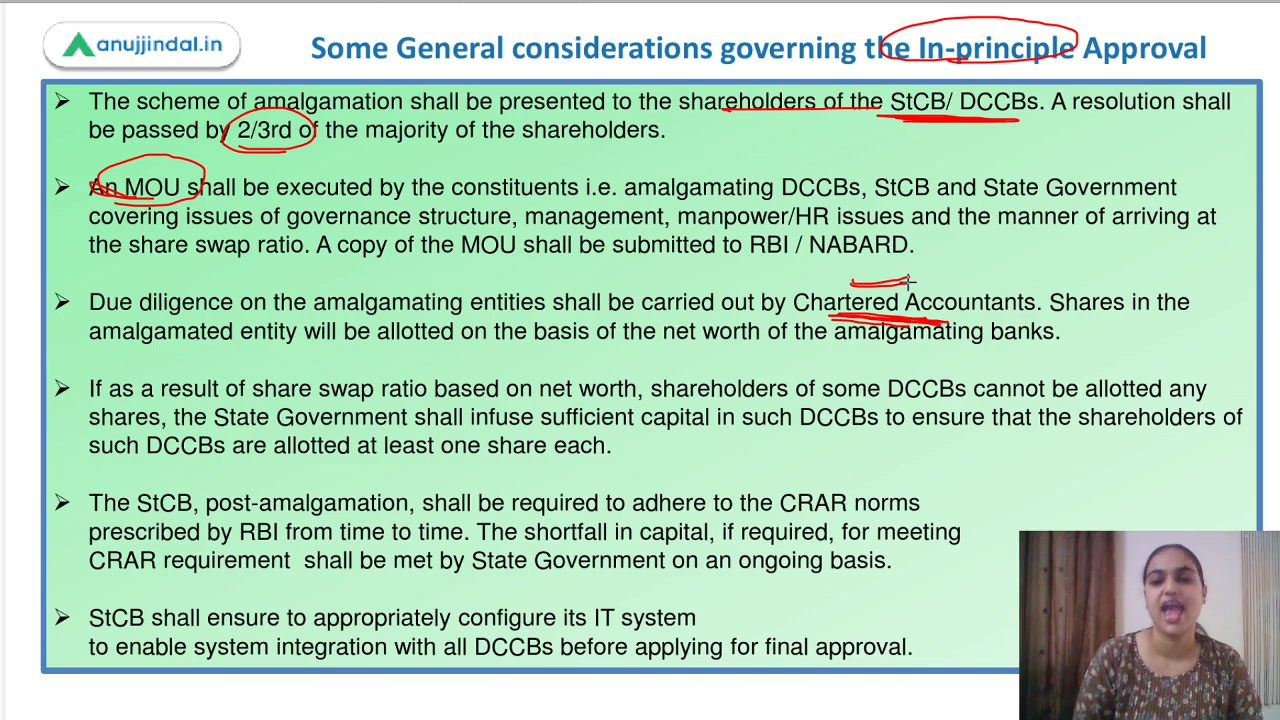 anujjindal.in
Some General considerations governing the In-principle Approval
➢ The scheme of amalgamation shall be presented to the shareholders of the StCB/ DCCBs. A resolution shall
be passed by 2/3rd of the majority of the shareholders.
➢ An MOU shall be executed by the constituents i.e. amalgamating DCCBs, StCB and State Government
covering issues of governance structure, management, manpower/HR issues and the manner of arriving at
the share swap ratio. A copy of the MOU shall be submitted to RBI / NABARD.
➢ Due diligence on the amalgamating entities shall be carried out by Chartered Accountants. Shares in the
amalgamated entity will be allotted on the basis of the net worth of the amalgamating banks.
➢ If as a result of share swap ratio based on net worth, shareholders of some DCCBs cannot be allotted any
shares, the State Government shall infuse sufficient capital in such DCCBs to ensure that the shareholders of
such DCCBs are allotted at least one share each.
➢ The StCB, post-amalgamation, shall be required to adhere to the CRAR norms
prescribed by RBI from time to time. The shortfall in capital, if required, for meeting
CRAR requirement shall be met by State Government on an ongoing basis.
➢ StCB shall ensure to appropriately configure its IT system
to enable system integration with all DCCBs before applying for final approval.